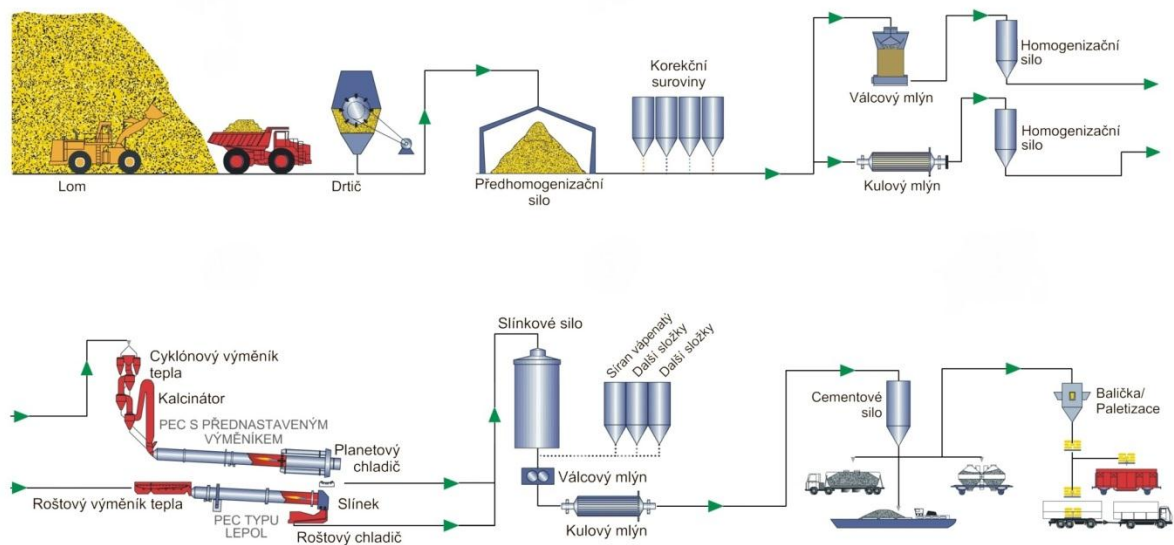 Lom
Drtič
Předhomogenizační
silo
Korekční
suroviny
Válcový mlýn
Homogenizační
silo
Kulový mlýn
Homogenizační
silo
Cyklónový výměník
tepla
Kalcinátor
PEC S PŘEDNASTAVENÝM
VÝMĚNÍKEM
Planetový
chladič
Roštový výměník tepla
Slínek
PEC TYPU
LEPOL
Roštový chladič
Slínkové silo
Síran vápenatý
Další složky
Další složky
Válcový mlýn
Kulový mlýn
Cementové
silo
Balička/
Paletizace